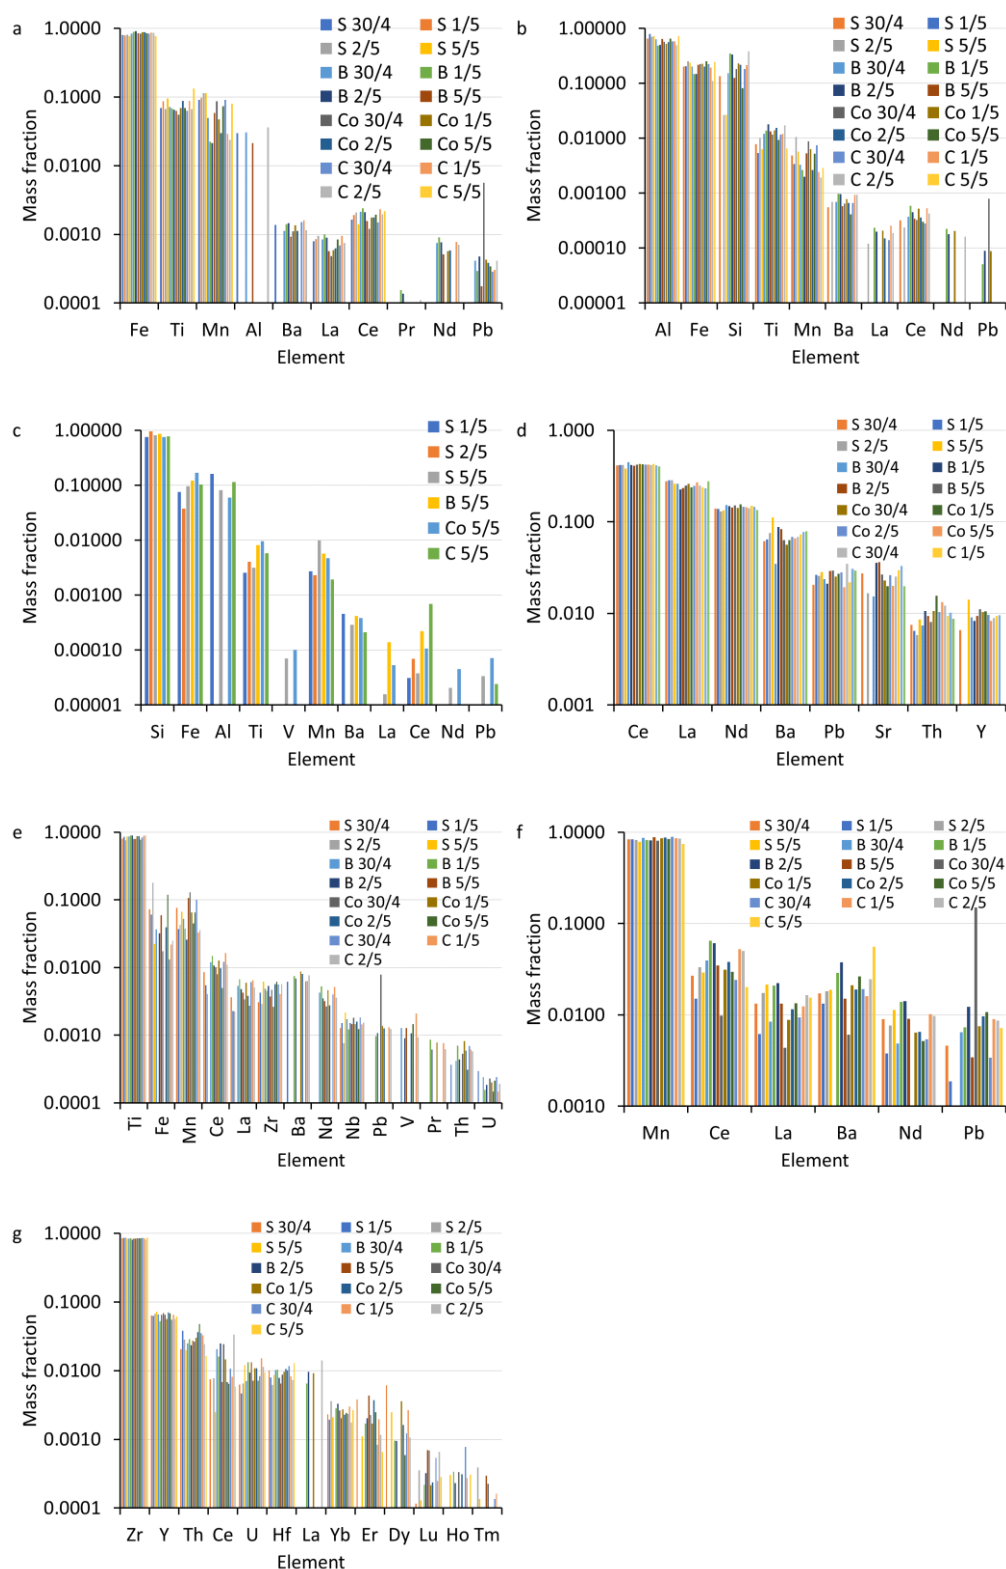 a
S 30/4 S 1/5
S 2/5 S 5/5
B 30/4 B 1/5
B 2/5 B 5/5
Co 30/4 Co 1/5
Co 2/5 Co 5/5
C 30/4 C 1/5
C 2/5 C 5/5
Mass fraction
1.0000
0.1000
0.0100
0.0010
0.0001
Fe Ti Mn Al Ba La Ce Pr Nd Pb
Element
b
S 30/4 S 1/5
S 2/5 S 5/5
B 30/4 B 1/5
B 2/5 B 5/5
Co 30/4 Co 1/5
Co 2/5 Co 5/5
C 30/4 C 1/5
C 2/5 C 5/5
Mass fraction
1.00000
0.10000
0.01000
0.00100
0.00010
0.00001
Al Fe Si Ti Mn Ba La Ce Nd Pb
Element
c
S 1/5
S 2/5
S 5/5
B 5/5
Co 5/5
C 5/5
Mass fraction
1.00000
0.10000
0.01000
0.00100
0.00010
0.00001
Si Fe Al Ti V Mn Ba La Ce Nd Pb
Element
d
S 30/4 S 1/5
S 2/5 S 5/5
B 30/4 B 1/5
B 2/5 B 5/5
Co 30/4 Co 1/5
Co 2/5 Co 5/5
C 30/4 C 1/5
Mass fraction
1.000
0.100
0.010
0.001
Ce La Nd Ba Pb Sr Th Y
Element
e
S 30/4 S 1/5
S 2/5 S 5/5
B 30/4 B 1/5
B 2/5 B 5/5
Co 30/4 Co 1/5
Co 2/5 Co 5/5
C 30/4 C 1/5
C 2/5
Mass fraction
1.0000
0.1000
0.0100
0.0010
0.0001
Ti Fe Mn Ce La Zr Ba Nd Nb Pb V Pr Th U
Element
f
S 30/4 S 1/5 S 2/5
S 5/5 B 30/4 B 1/5
B 2/5 B 5/5 Co 30/4
Co 1/5 Co 2/5 Co 5/5
C 30/4 C 1/5 C 2/5
C 5/5
Mass fraction
1.0000
0.1000
0.0100
0.0010
Mn Ce La Ba Nd Pb
Element
g
S 30/4 S 1/5 S 2/5
S 5/5 B 30/4 B 1/5
B 2/5 B 5/5 Co 30/4
Co 1/5 Co 2/5 Co 5/5
C 30/4 C 1/5 C 2/5
C 5/5
Mass fraction
1.0000
0.1000
0.0100
0.0010
0.0001
Zr Y Th Ce U Hf La Yb Er Dy Lu Ho Tm
Element